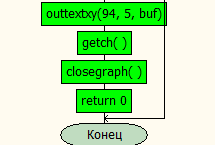 outtextxy(94, 5, buf)
getch( )
closegraph( )
return 0
Конец